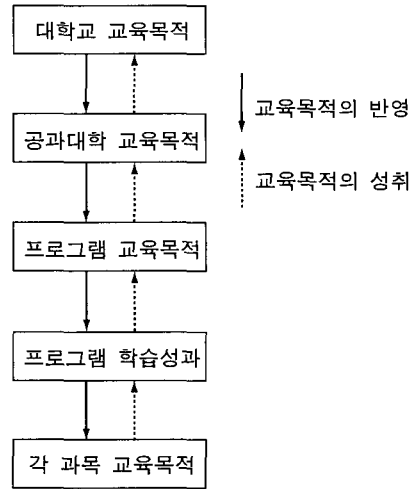 대학교 교육목적
공과대학 교육목적
프로그램 교육목적
프로그램 학습성과
각 과목 교육목적
교육목적의 반영
교육목적의 성취